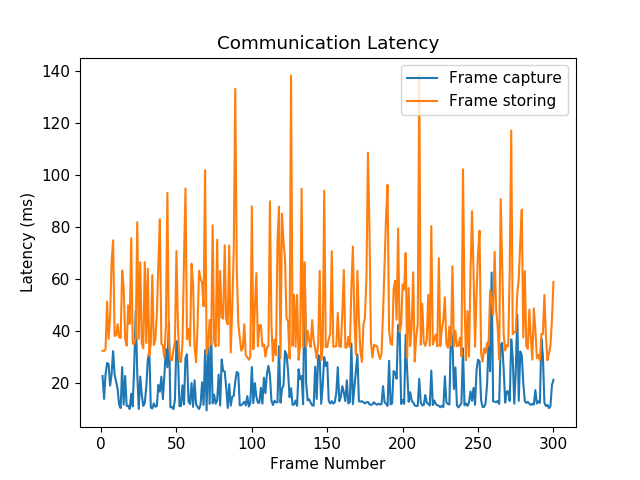 Communication Latency
Frame capture
Frame storing
Latency (ms)
140
120
100
80
60
40
20
0
50
100
150
200
250
300
Frame Number